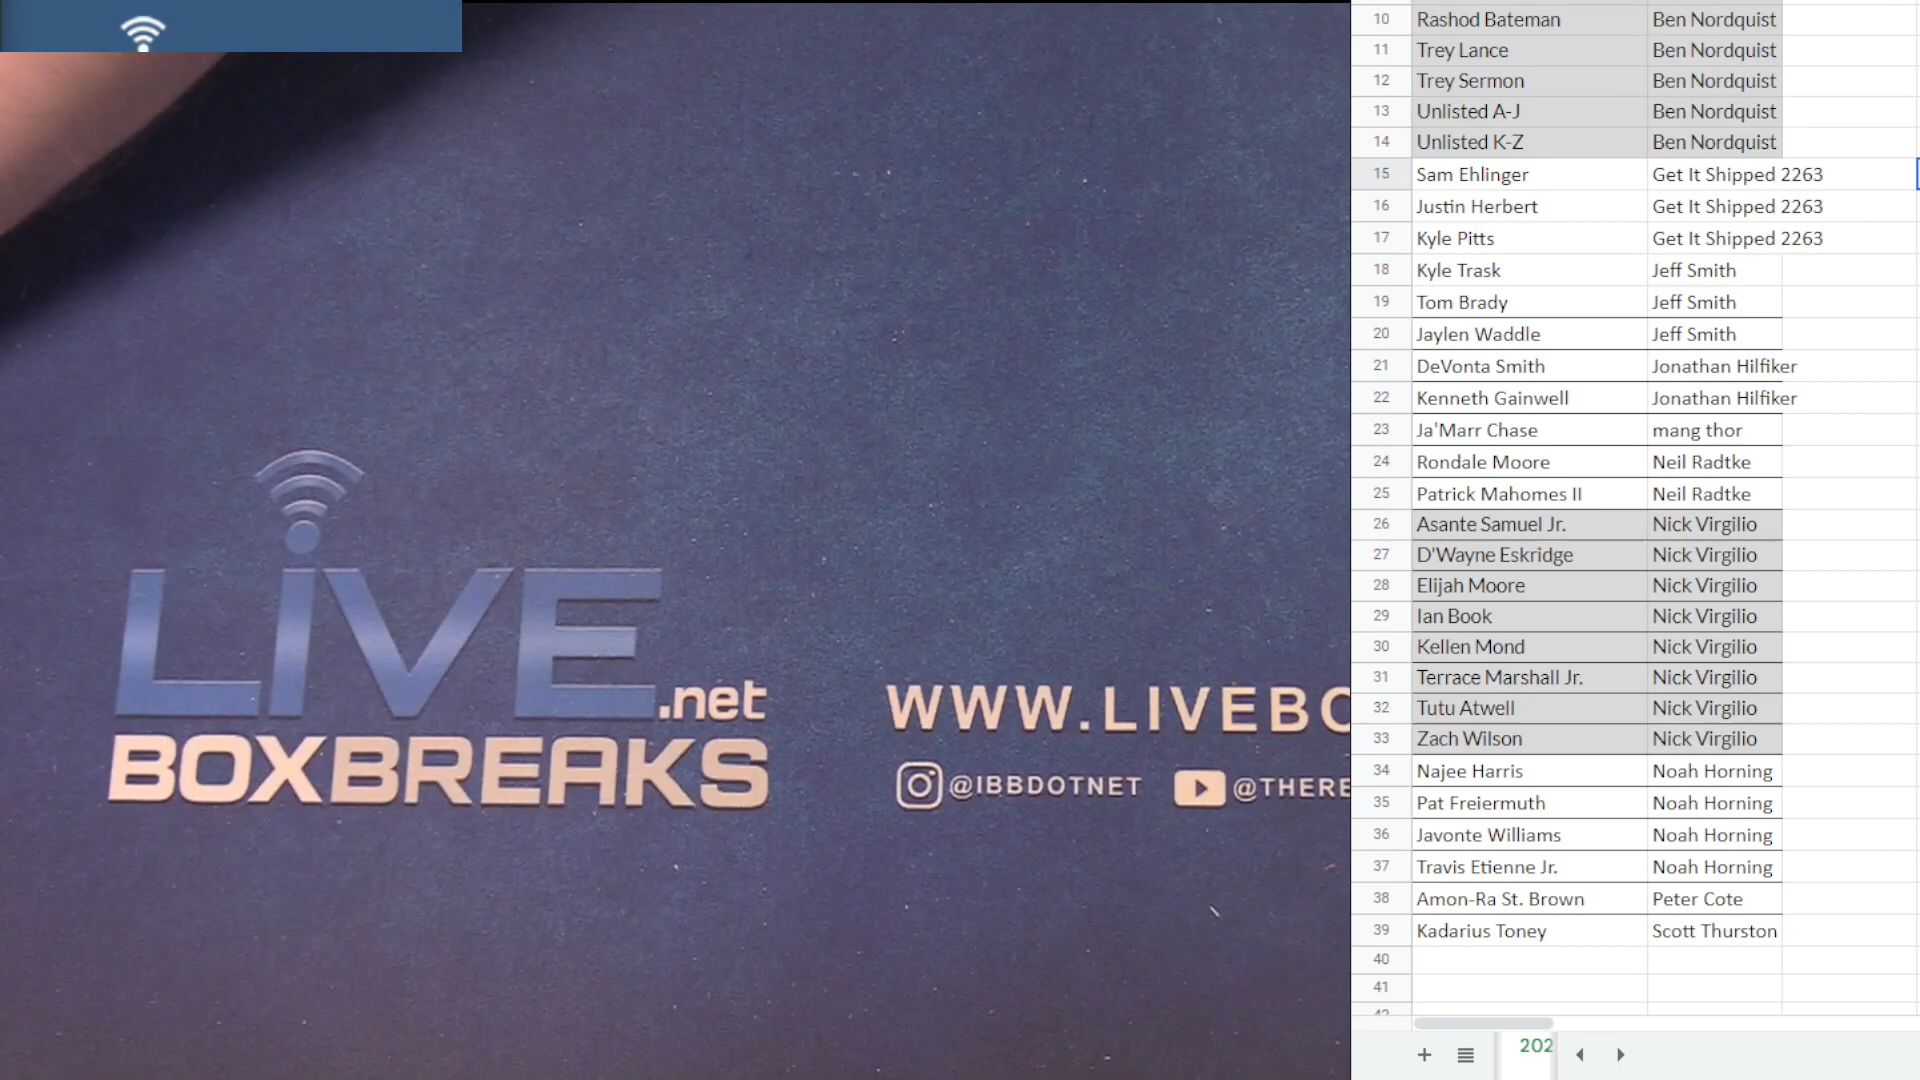 LIVE
.net
BOXBREAKS
WWW.LIVEBO
@IBBDOTNET
@THERE
10 Rashod Bateman Ben Nordquist
11 Trey Lance Ben Nordquist
12 Trey Sermon Ben Nordquist
13 Unlisted A-J Ben Nordquist
14 Unlisted K-Z Ben Nordquist
15 Sam Ehlinger Get It Shipped 2263
16 Justin Herbert Get It Shipped 2263
17 Kyle Pitts Get It Shipped 2263
18 Kyle Trask Jeff Smith
19 Tom Brady Jeff Smith
20 Jaylen Waddle Jeff Smith
21 DeVonta Smith Jonathan Hilfiker
22 Kenneth Gainwell Jonathan Hilfiker
23 Ja'Marr Chase mang thor
24 Rondale Moore Neil Radtke
25 Patrick Mahomes II Neil Radtke
26 Asante Samuel Jr. Nick Virgilio
27 D'Wayne Eskridge Nick Virgilio
28 Elijah Moore Nick Virgilio
29 Ian Book Nick Virgilio
30 Kellen Mond Nick Virgilio
31 Terrace Marshall Jr. Nick Virgilio
32 Tutu Atwell Nick Virgilio
33 Zach Wilson Nick Virgilio
34 Najee Harris Noah Horning
35 Pat Freiermuth Noah Horning
36 Javonte Williams Noah Horning
37 Travis Etienne Jr. Noah Horning
38 Amon-Ra St. Brown Peter Cote
39 Kadarius Toney Scott Thurston
40
41
202